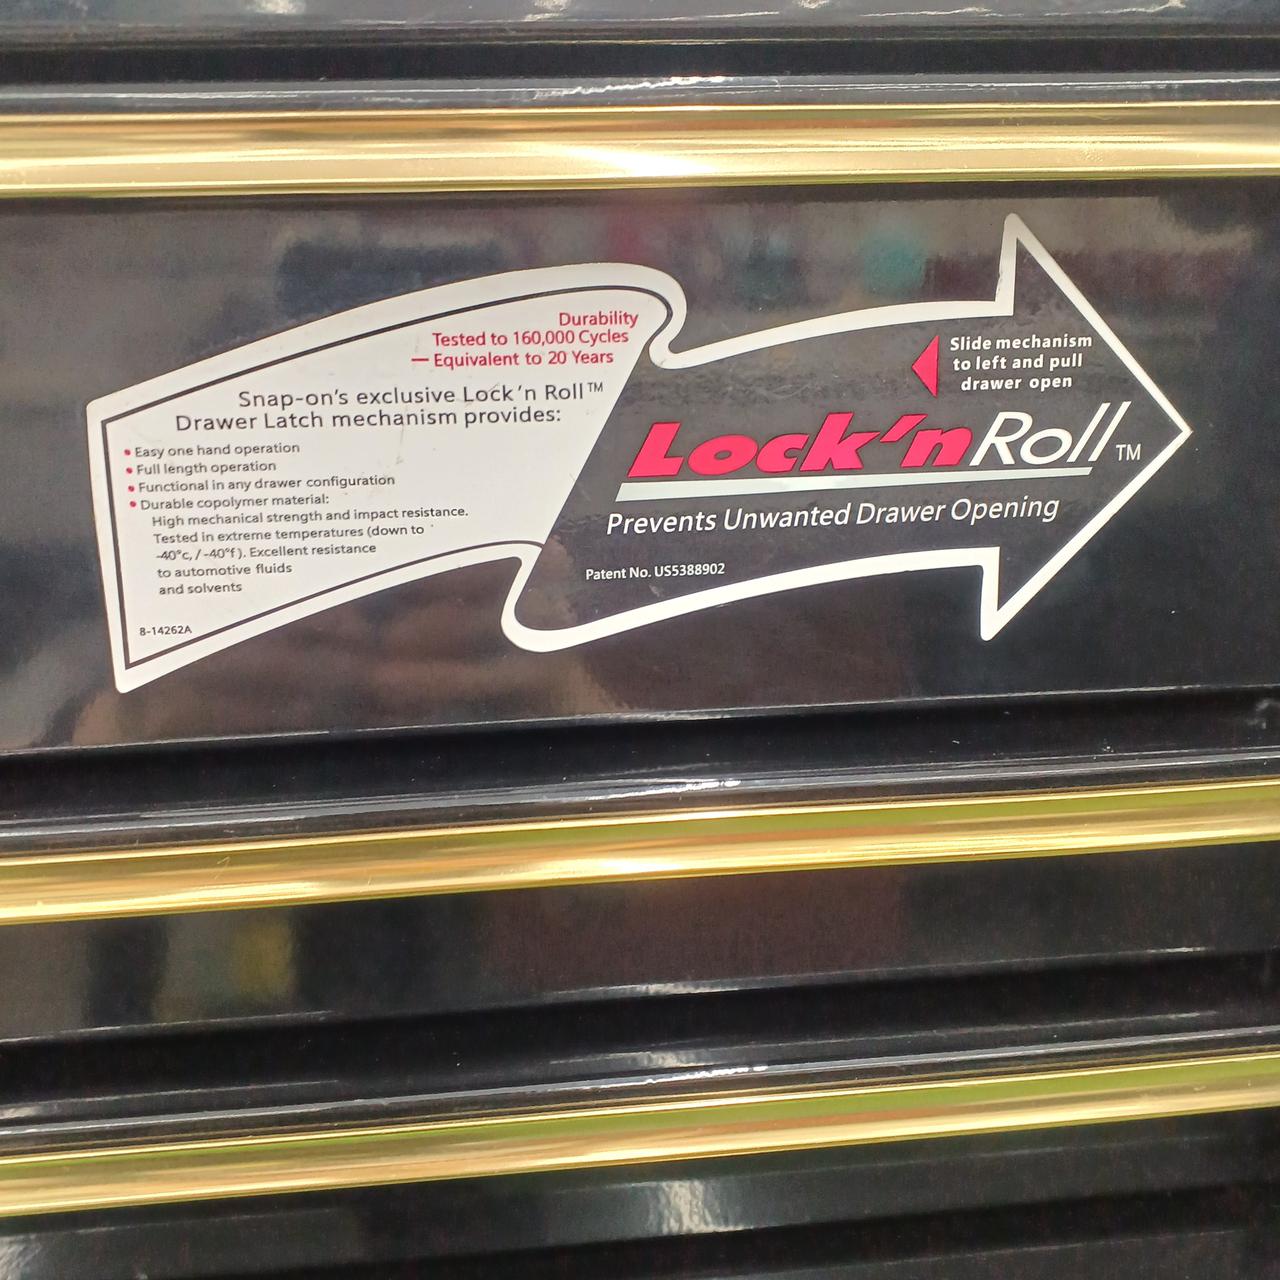 Durability
Tested to 160,000 Cycles
— Equivalent to 20 Years
Snap-on's exclusive Lock'n Roll™
Drawer Latch mechanism provides:
• Easy one hand operation
• Full length operation
• Functional in any drawer configuration
• Durable copolymer material:
High mechanical strength and impact resistance.
Tested in extreme temperatures (down to
-40°c, / -40°f). Excellent resistance
to automotive fluids
and solvents
8-14262A
Slide mechanism
to left and pull
drawer open
Lock'nRoll™
Prevents Unwanted Drawer Opening
Patent No. US5388902